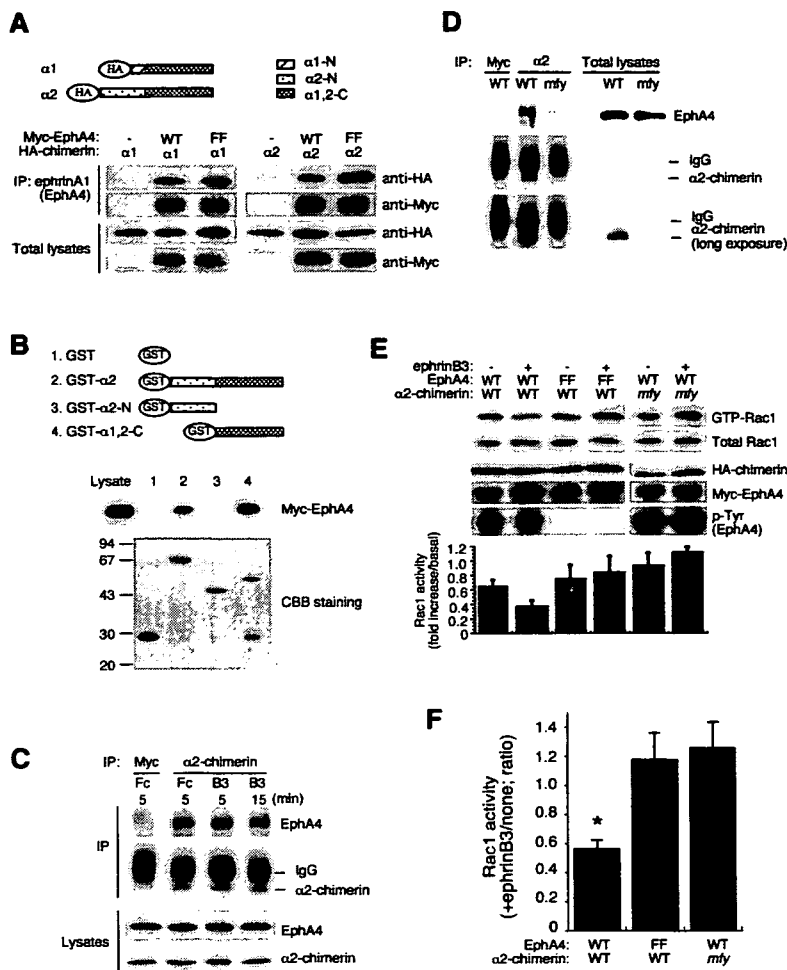 A
α1 HA
α2 HA
α1-N
α2-N
α1,2-C
Myc-EphA4: - WT FF - WT FF
HA-chimerin: α1 α1 α1 α2 α2 α2
IP: ephrinA1 (EphA4)
anti-HA
anti-Myc
Total lysates
anti-HA
anti-Myc
B
1. GST GST
2. GST-α2 GST
3. GST-α2-N GST
4. GST-α1,2-C GST
Lysate 1 2 3 4
Myc-EphA4
94
67
43
30
20
CBB staining
C
IP: Myc α2-chimerin
Fc Fc B3 B3
5 5 5 15 (min)
IP
EphA4
IgG
α2-chimerin
Lysates
EphA4
α2-chimerin
D
IP: Myc α2 Total lysates
WT WT mfy WT mfy
EphA4
IgG
α2-chimerin
IgG
α2-chimerin
(long exposure)
E
ephrinB3: - + - + - +
EphA4: WT WT FF FF WT WT
α2-chimerin: WT WT WT WT mfy mfy
GTP-Rac1
Total Rac1
HA-chimerin
Myc-EphA4
p-Tyr
(EphA4)
Rac1 activity
(fold increase/basal)
1.2
1.0
0.8
0.6
0.4
0.2
0
F
Rac1 activity
(+ephrinB3/none; ratio)
1.4
1.2
1.0
0.8
0.6
0.4
0.2
0
*
EphA4: WT FF WT
α2-chimerin: WT WT mfy